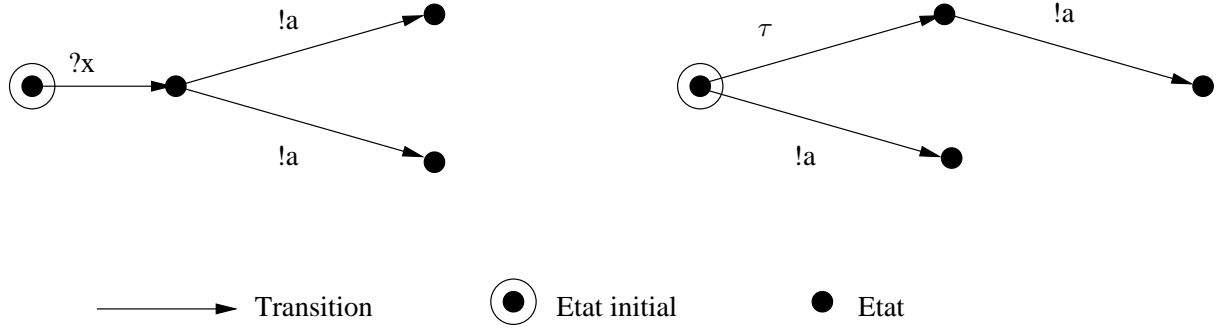 !a
τ
!a
?x
!a
!a
Transition
Etat initial
Etat